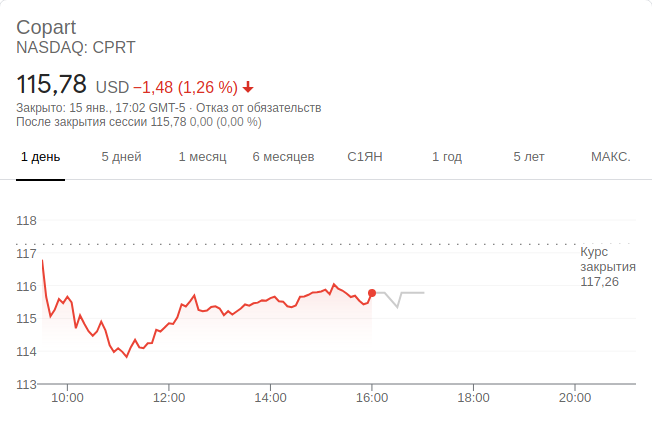 Copart
NASDAQ: CPRT
115,78 USD −1,48 (1,26 %)
Закрыто: 15 янв., 17:02 GMT-5 · Отказ от обязательств
После закрытия сессии 115,78 0,00 (0,00 %)
1 день 5 дней 1 месяц 6 месяцев С1ЯН 1 год 5 лет МАКС.
118
117
116
115
114
113
Курс
закрытия
117,26
10:00 12:00 14:00 16:00 18:00 20:00